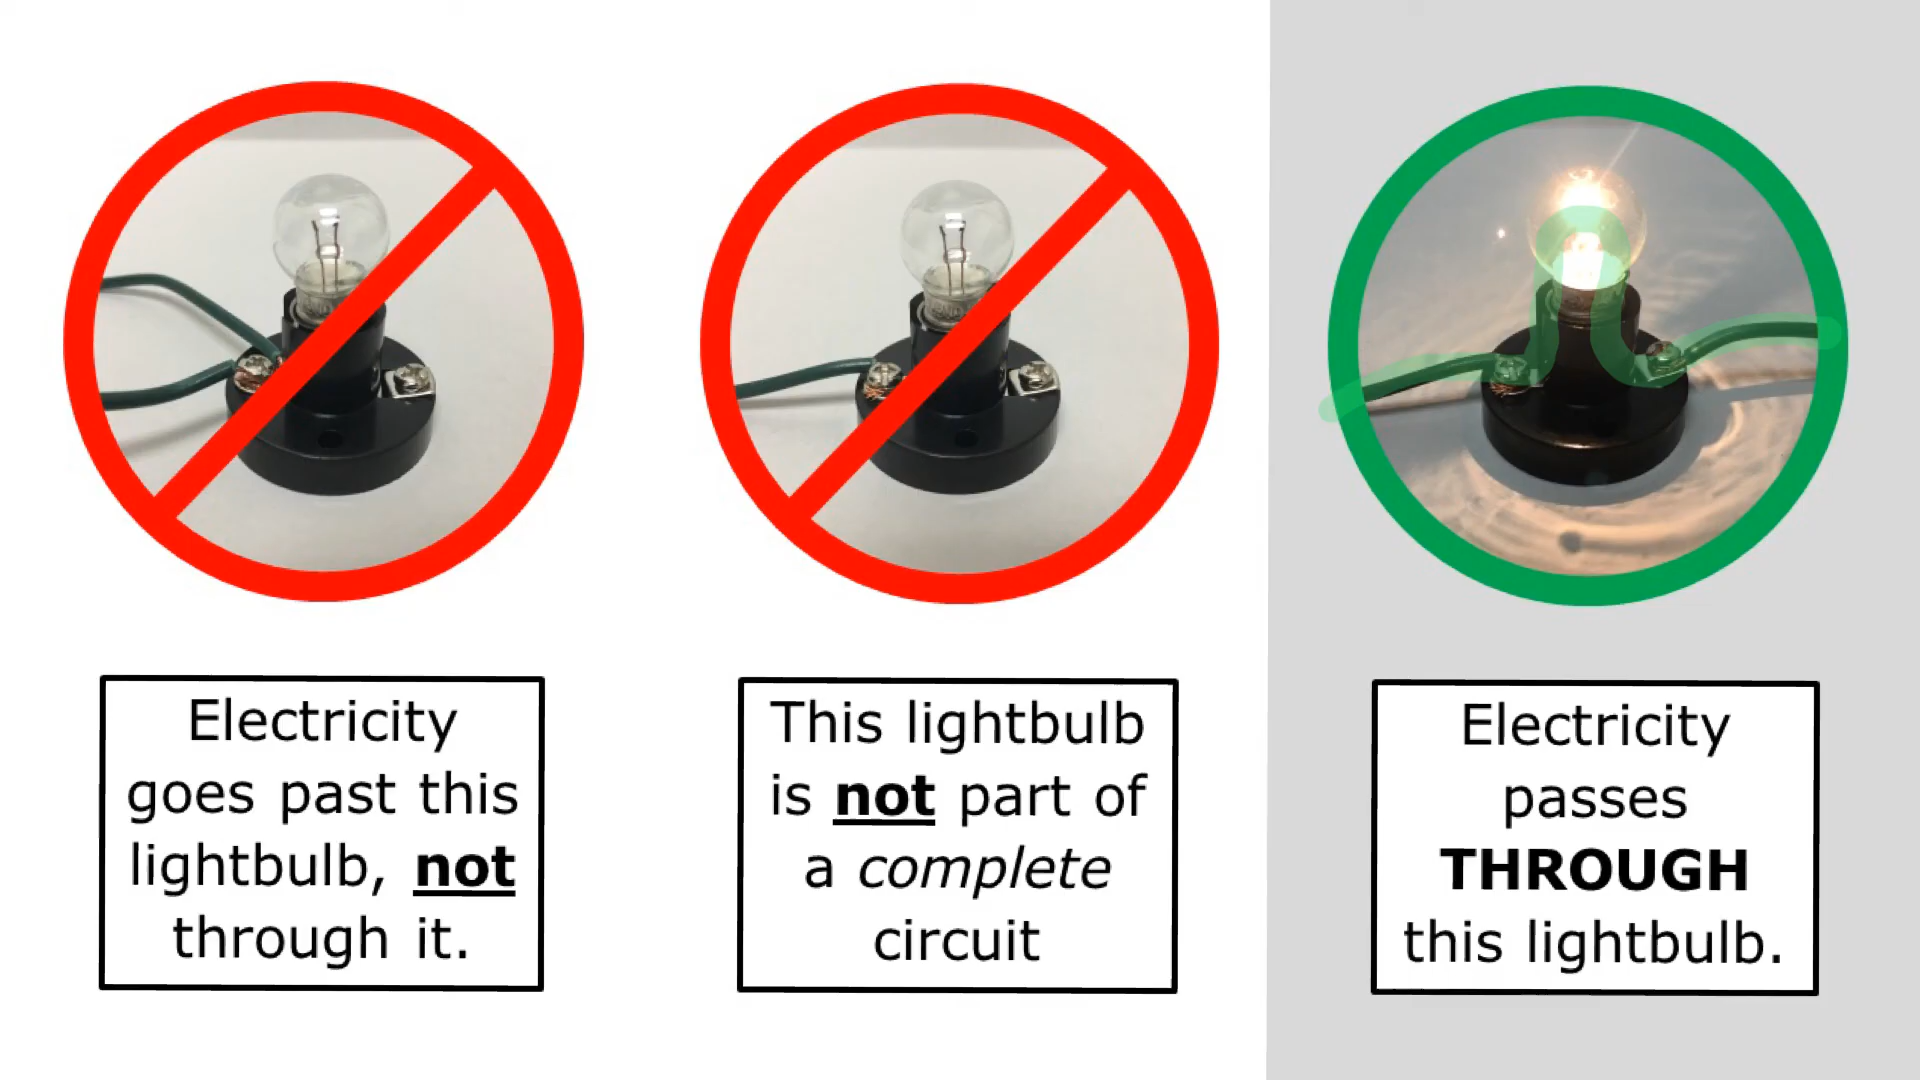 Electricity
goes past this
lightbulb, not
through it.
This lightbulb
is not part of
a complete
circuit
Electricity
passes
THROUGH
this lightbulb.